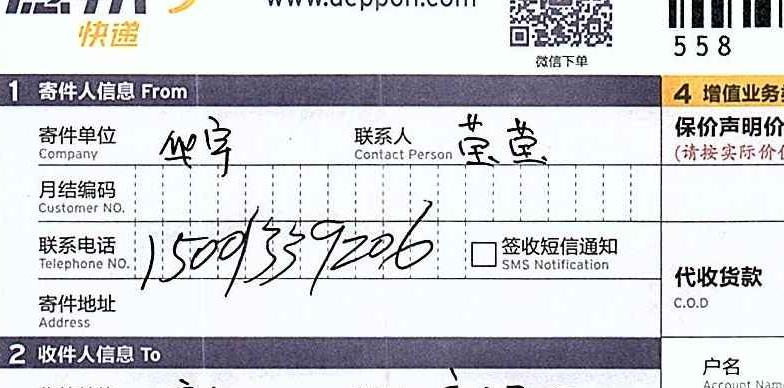 www.deppon.com
快递
微信下单
558
1 寄件人信息 From
4 增值业务
寄件单位 华宇 联系人 莹莹
Company Contact Person
保价声明价
(请按实际价
月结编码
Customer NO.
联系电话 15001339206 签收短信通知
Telephone NO. SMS Notification
代收货款
C.O.D
寄件地址
Address
2 收件人信息 To
户名
Account Name